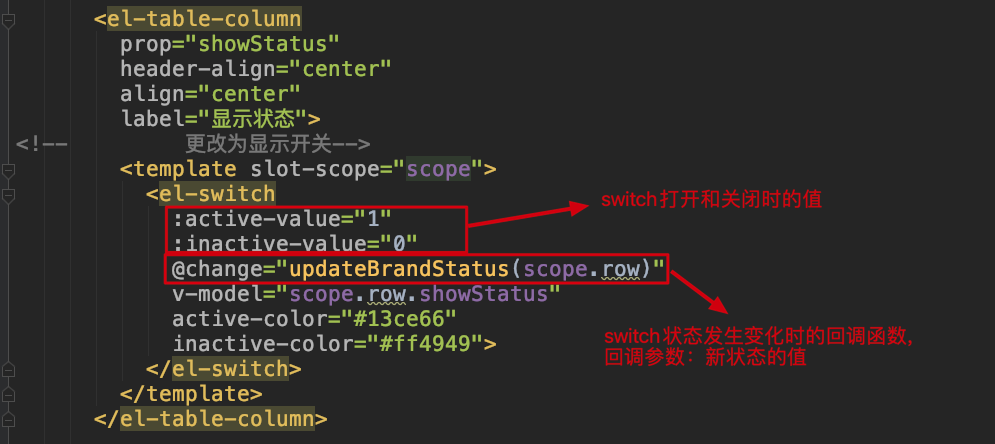 <el-table-column
prop="showStatus"
header-align="center"
align="center"
label="显示状态">
<!-- 更改为显示开关-->
<template slot-scope="scope">
<el-switch
switch打开和关闭时的值
:active-value="1"
:inactive-value="0"
@change="updateBrandStatus(scope.row)"
v-model="scope.row.showStatus"
active-color="#13ce66"
switch状态发生变化时的回调函数,
inactive-color="#ff4949">
回调参数：新状态的值
</el-switch>
</template>
</el-table-column>